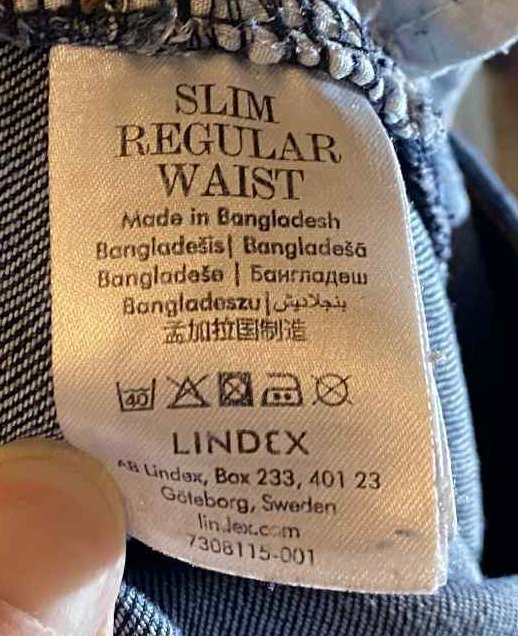 SLIM
REGULAR
WAIST
Made in Bangladesh
Bangladešis| Bangladešā
Bangladeše | Бангладеш
Bangladeszu|بنجلاديش
孟加拉国制造
40
LINDEX
AB Lindex, Box 233, 401 23
Göteborg, Sweden
lindex.com
7308115-001